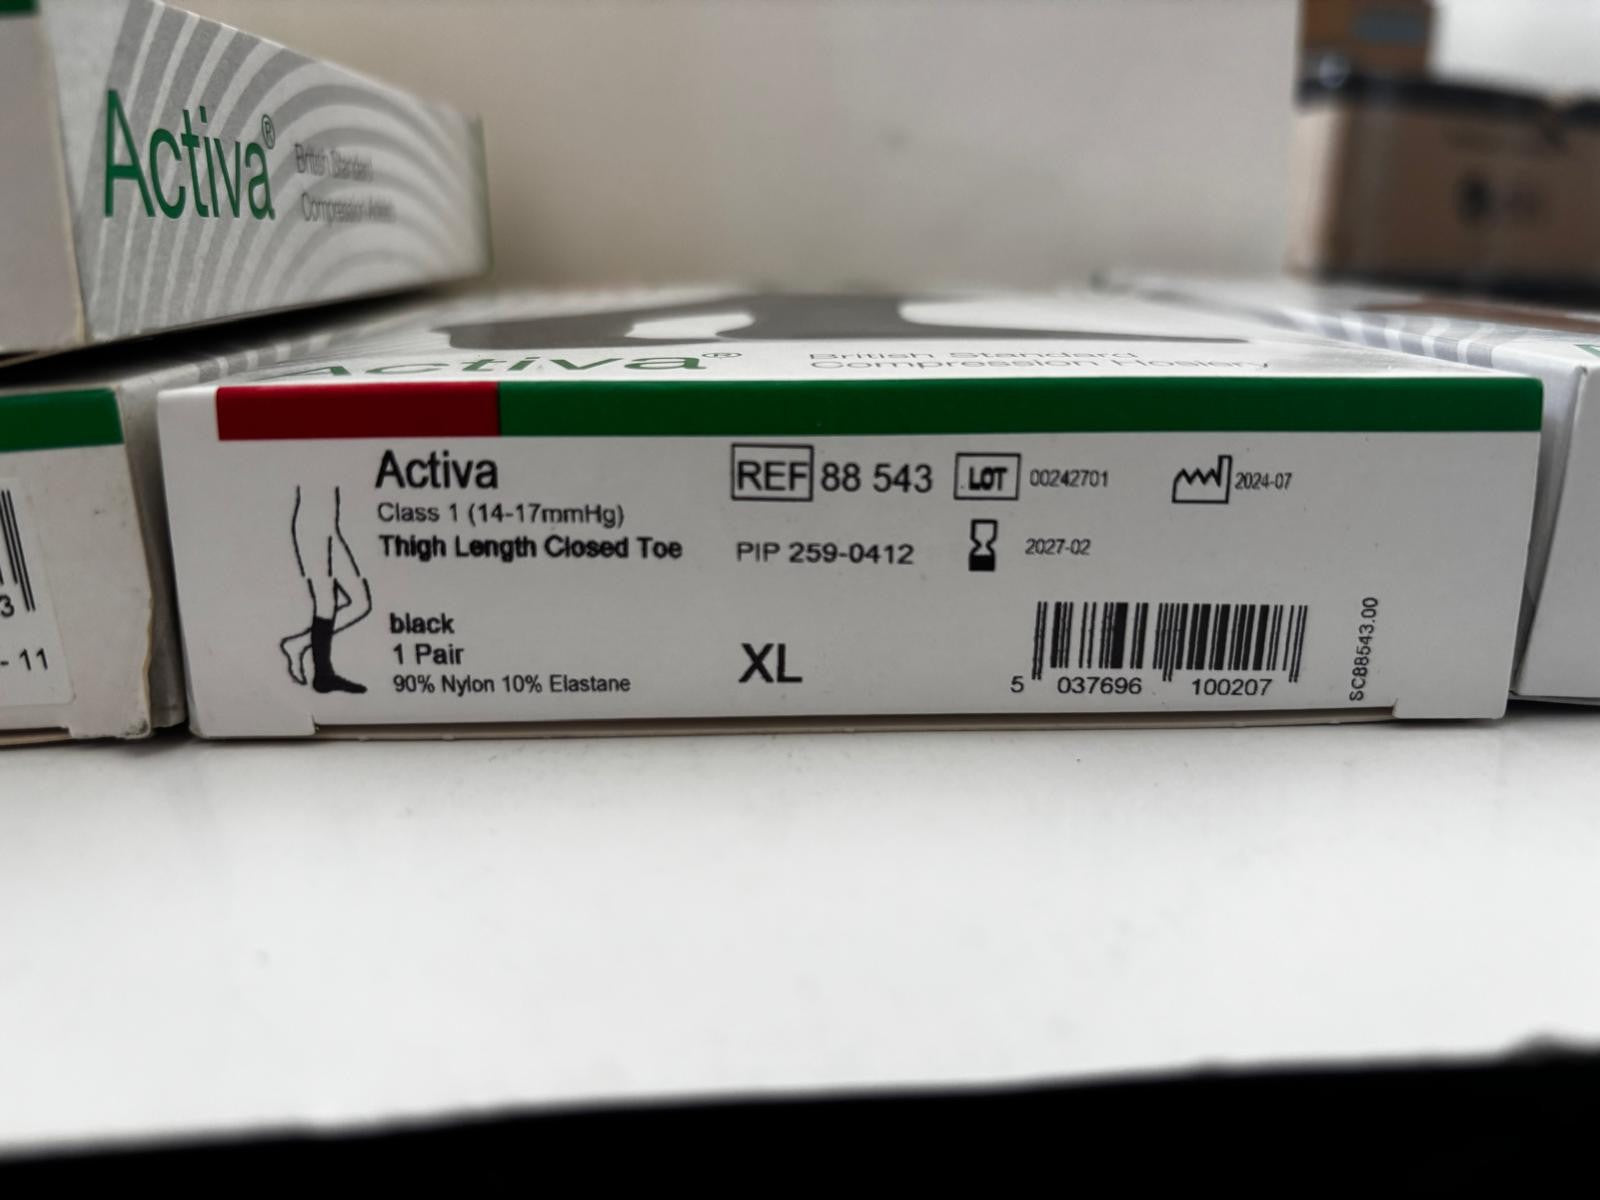 Activa®
British Standard
Compression
Activa®
British Standard
Compression Hosiery
Activa
Class 1 (14-17mmHg)
Thigh Length Closed Toe
black
1 Pair
90% Nylon 10% Elastane
REF 88 543
PIP 259-0412
XL
LOT 00242701
2024-07
2027-02
5 037696 100207
SC88543.00
3
- 11